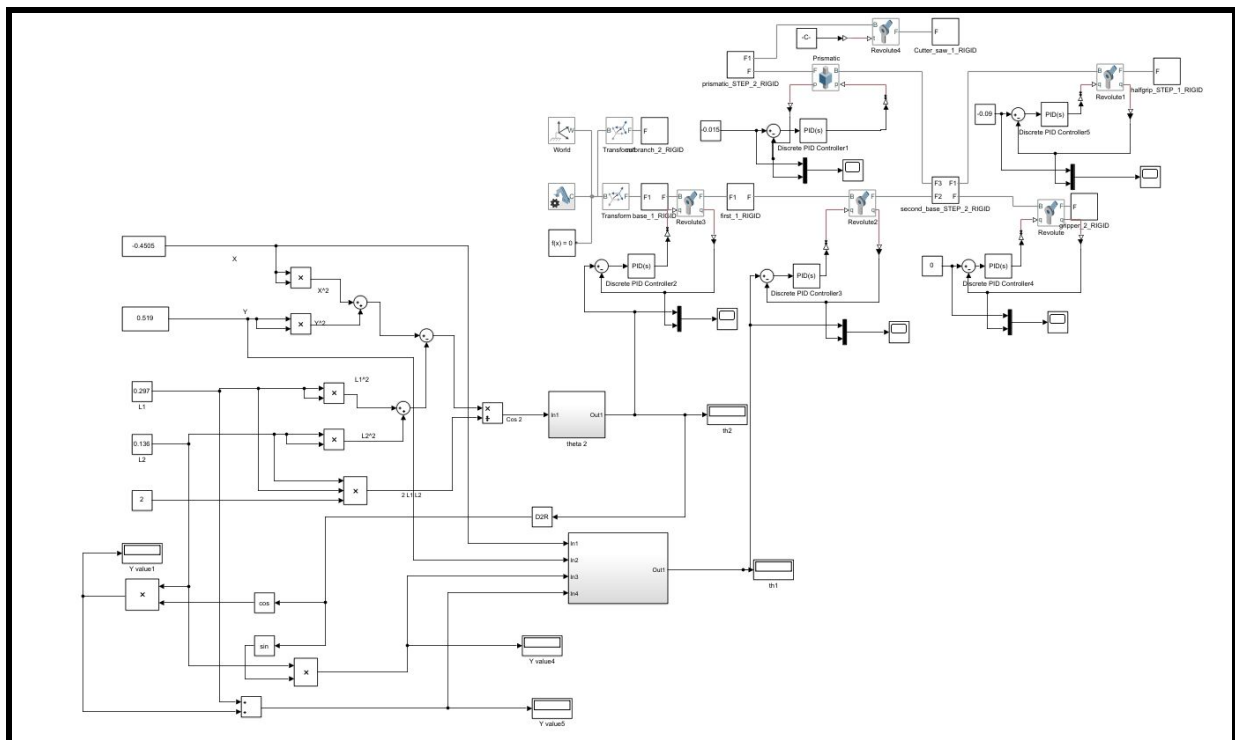 -C-
Revolute4
Cutter_saw_1_RIGID
F1
F
prismatic_STEP_2_RIGID
Prismatic
Revolute1
halfgrip_STEP_1_RIGID
-0.015
PID(s)
Discrete PID Controller1
-0.09
PID(s)
Discrete PID Controller5
World
Transform
branch_2_RIGID
F3 F1
F2 F
second_base_STEP_2_RIGID
Transform
F1 F
base_1_RIGID
Revolute3
F1 F
first_1_RIGID
Revolute2
Revolute
gripper_2_RIGID
f(x) = 0
PID(s)
Discrete PID Controller2
PID(s)
Discrete PID Controller3
0
PID(s)
Discrete PID Controller4
-0.4505
X
X^2
0.519
Y
Y^2
0.297
L1
L1^2
0.136
L2
L2^2
2
2 L1 L2
Cos 2
In1 Out1
theta 2
th2
D2R
In1
In2
In3
In4
Out1
th1
Y value1
cos
sin
Y value4
Y value5